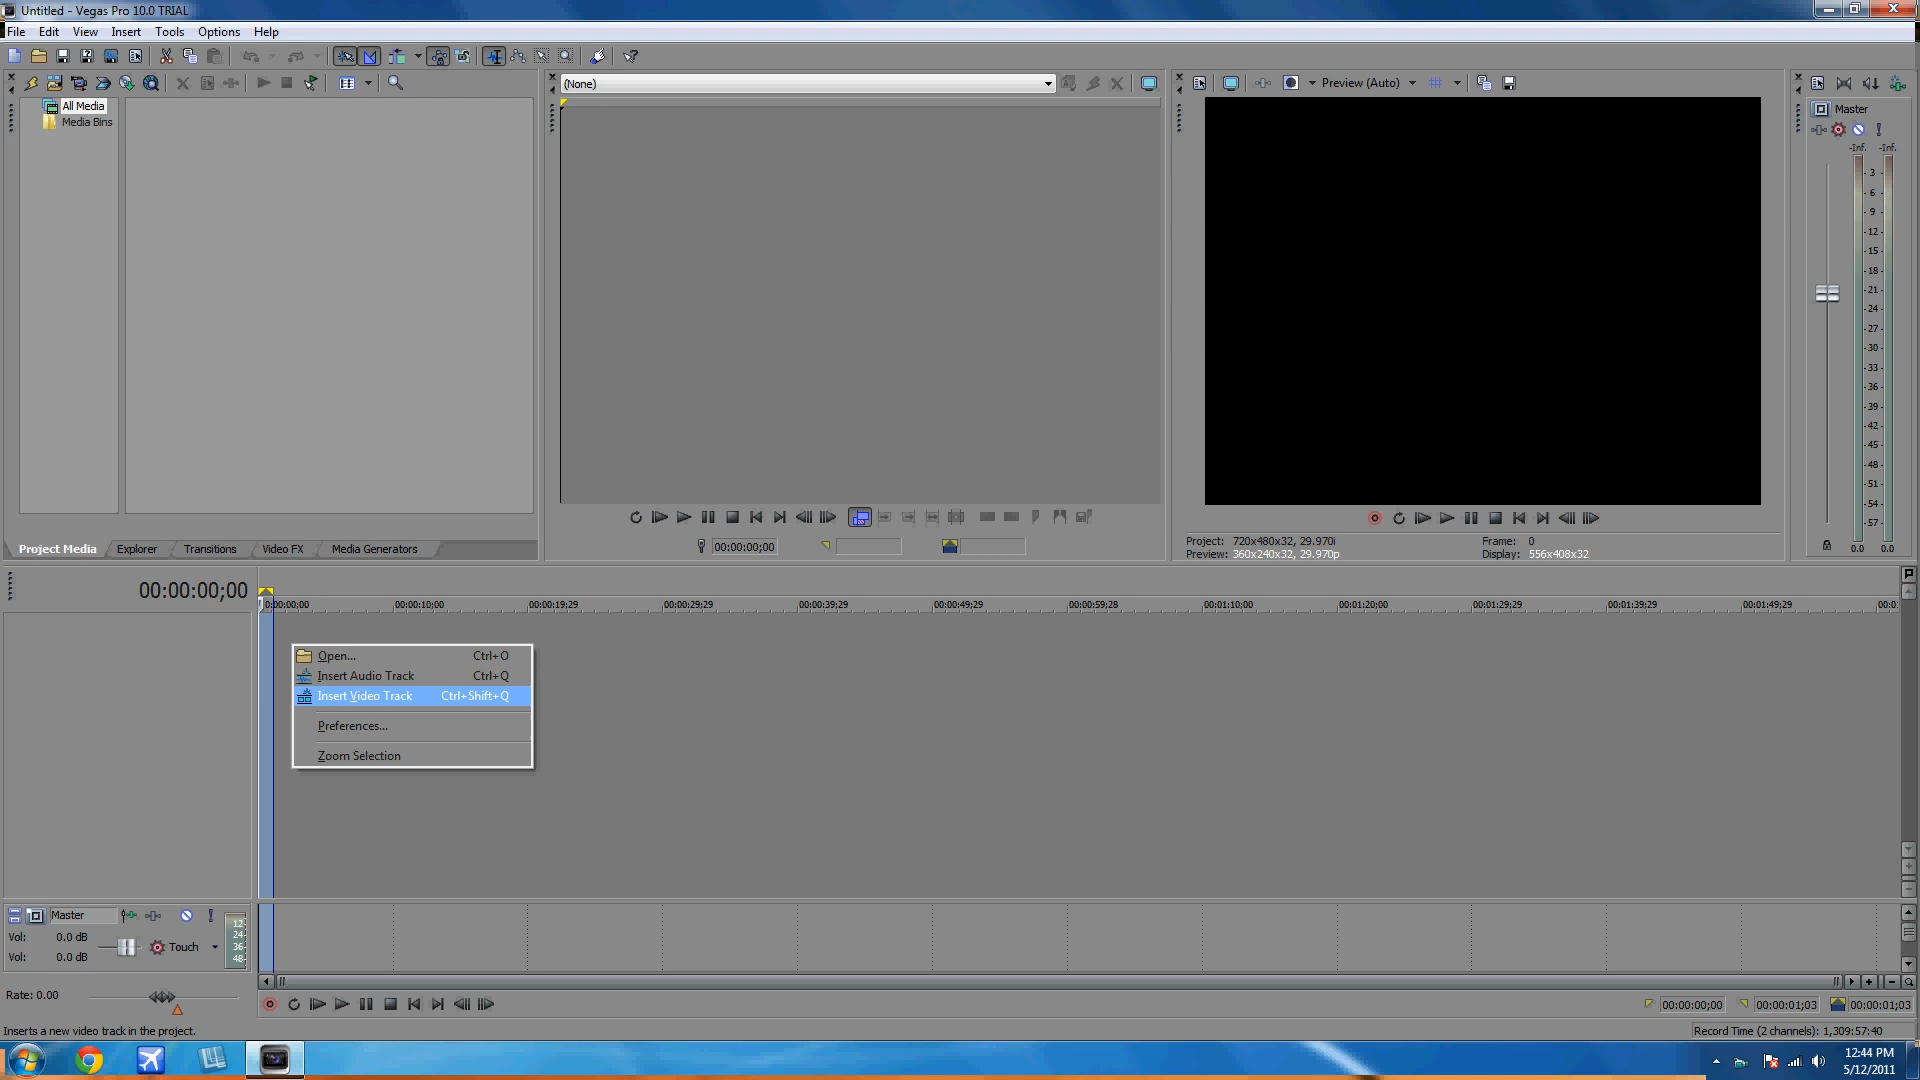 Untitled - Vegas Pro 10.0 TRIAL
File Edit View Insert Tools Options Help
(None)
Preview (Auto)
All Media
Media Bins
Master
-Inf. -Inf.
- 3 -
- 6 -
- 9 -
- 12 -
- 15 -
- 18 -
- 21 -
- 24 -
- 27 -
- 30 -
- 33 -
- 36 -
- 39 -
- 42 -
- 45 -
- 48 -
- 51 -
- 54 -
- 57 -
0.0 0.0
00:00:00;00
Project: 720x480x32, 29.970i
Frame: 0
Preview: 360x240x32, 29.970p
Display: 556x408x32
Project Media Explorer Transitions Video FX Media Generators
00:00:00;00
0:00:00;00 00:00:10;00 00:00:19;29 00:00:29;29 00:00:39;29 00:00:49;29 00:00:59;28 00:01:10;00 00:01:20;00 00:01:29;29 00:01:39;29 00:01:49;29 00:0
Open... Ctrl+O
Insert Audio Track Ctrl+Q
Insert Video Track Ctrl+Shift+Q
Preferences...
Zoom Selection
Master
Vol: 0.0 dB
Touch
Vol: 0.0 dB
12
24
36
48
Rate: 0.00
00:00:00;00 00:00:01;03 00:00:01;03
Inserts a new video track in the project.
Record Time (2 channels): 1,309:57:40
12:44 PM
5/12/2011